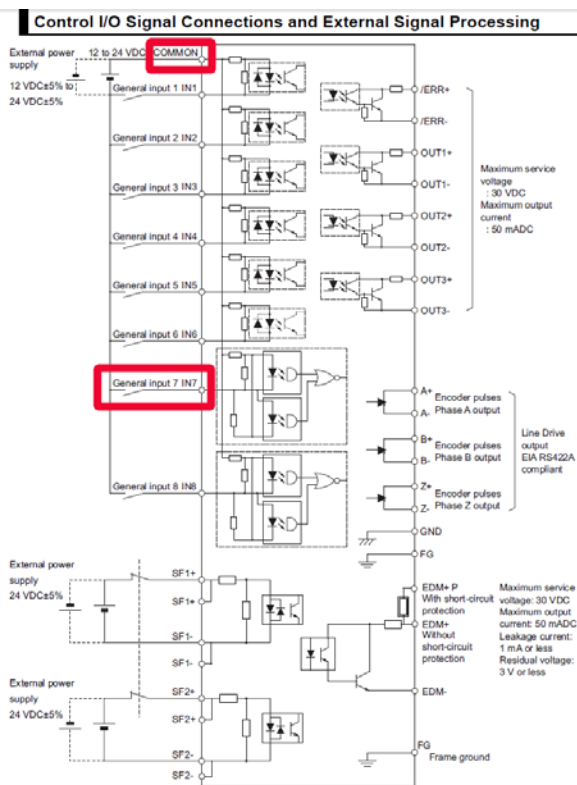 Control I/O Signal Connections and External Signal Processing
External power
supply
12 VDC±5% to
24 VDC±5%
12 to 24 VDC
COMMON
General input 1 IN1
General input 2 IN2
General input 3 IN3
General input 4 IN4
General input 5 IN5
General input 6 IN6
General input 7 IN7
General input 8 IN8
/ERR+
/ERR-
OUT1+
OUT1-
OUT2+
OUT2-
OUT3+
OUT3-
Maximum service
voltage
: 30 VDC
Maximum output
current
: 50 mADC
A+
A-
Encoder pulses
Phase A output
B+
B-
Encoder pulses
Phase B output
Z+
Z-
Encoder pulses
Phase Z output
Line Drive
output
EIA RS422A
compliant
GND
FG
External power
supply
24 VDC±5%
SF1+
SF1+
SF1-
SF1-
External power
supply
24 VDC±5%
SF2+
SF2+
SF2-
SF2-
EDM+ P
With short-circuit
protection
EDM+
Without
short-circuit
protection
EDM-
Maximum service
voltage: 30 VDC
Maximum output
current: 50 mADC
Leakage current:
1 mA or less
Residual voltage:
3 V or less
FG
Frame ground